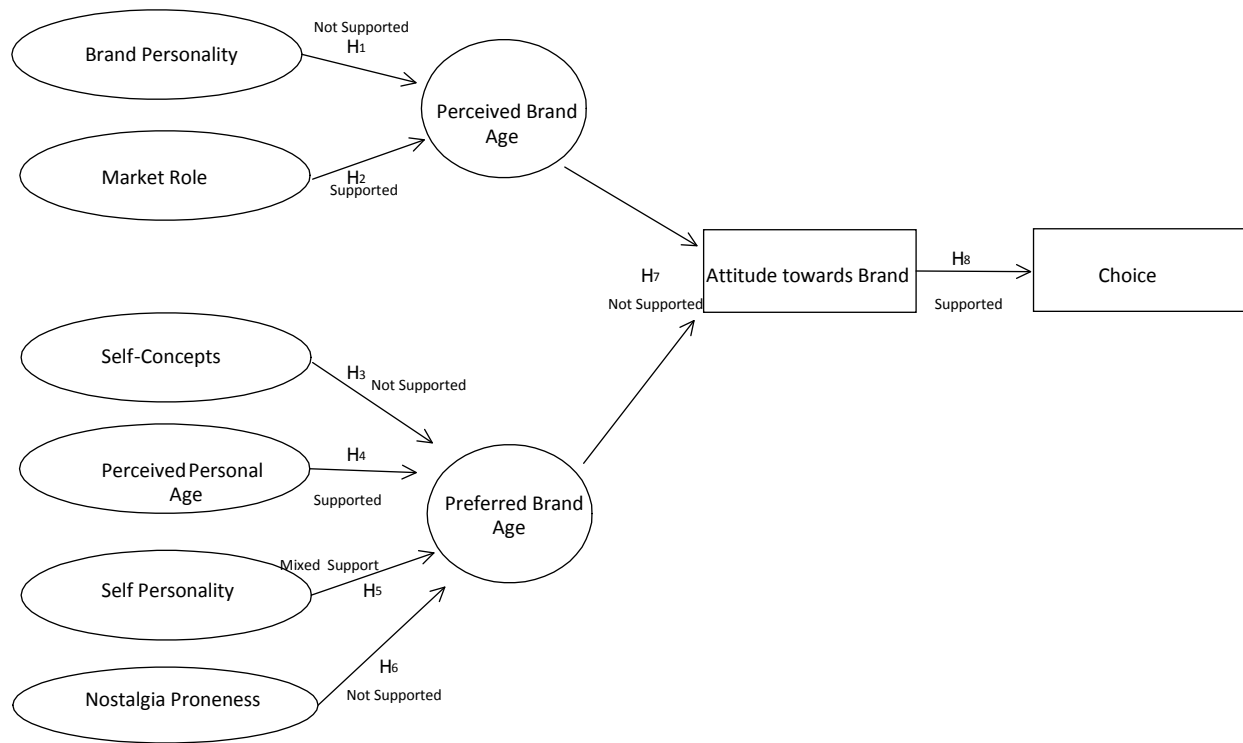 Not Supported
H1
Brand Personality
Perceived Brand
Age
Market Role
H2
Supported
H7
Not Supported
Attitude towards Brand
H8
Supported
Choice
Self-Concepts
H3
Not Supported
Perceived Personal
Age
H4
Supported
Preferred Brand
Age
Mixed Support
H5
Self Personality
H6
Not Supported
Nostalgia Proneness